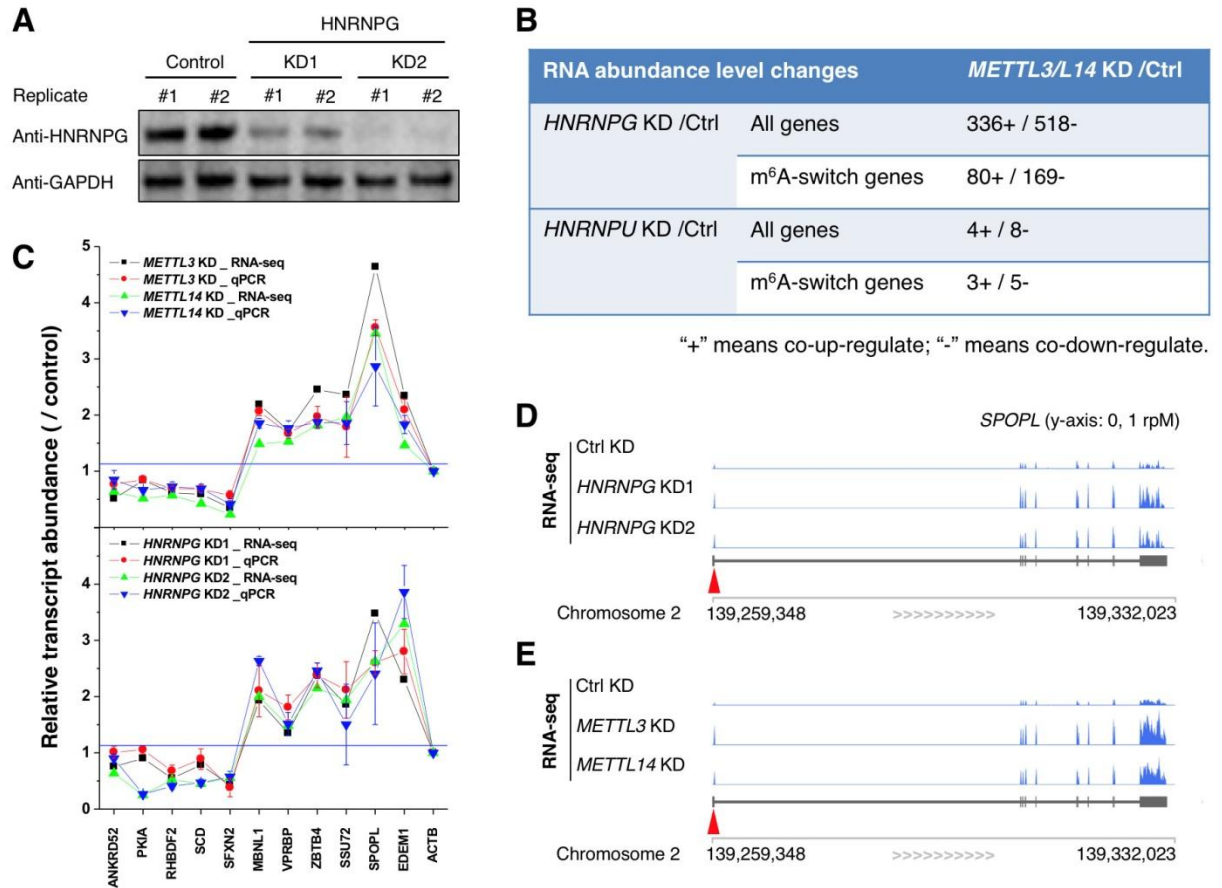 A
HNRNPG
Control KD1 KD2
Replicate #1 #2 #1 #2 #1 #2
Anti-HNRNPG
Anti-GAPDH
B
RNA abundance level changes METTL3/L14 KD /Ctrl
HNRNPG KD /Ctrl All genes 336+ / 518-
m⁶A-switch genes 80+ / 169-
HNRNPU KD /Ctrl All genes 4+ / 8-
m⁶A-switch genes 3+ / 5-
“+” means co-up-regulate; “-” means co-down-regulate.
C
Relative transcript abundance ( / control)
5
4
3
2
1
METTL3 KD _ RNA-seq
METTL3 KD _ qPCR
METTL14 KD _ RNA-seq
METTL14 KD _qPCR
4
3
2
1
0
HNRNPG KD1 _ RNA-seq
HNRNPG KD1 _ qPCR
HNRNPG KD2 _ RNA-seq
HNRNPG KD2 _qPCR
ANKRD52
PKIA
RHBDF2
SCD
SFXN2
MBNL1
VPRBP
ZBTB4
SSU72
SPOPL
EDEM1
ACTB
D
SPOPL (y-axis: 0, 1 rpM)
RNA-seq
Ctrl KD
HNRNPG KD1
HNRNPG KD2
Chromosome 2 139,259,348 >>>>>>>>>> 139,332,023
E
RNA-seq
Ctrl KD
METTL3 KD
METTL14 KD
Chromosome 2 139,259,348 >>>>>>>>>> 139,332,023